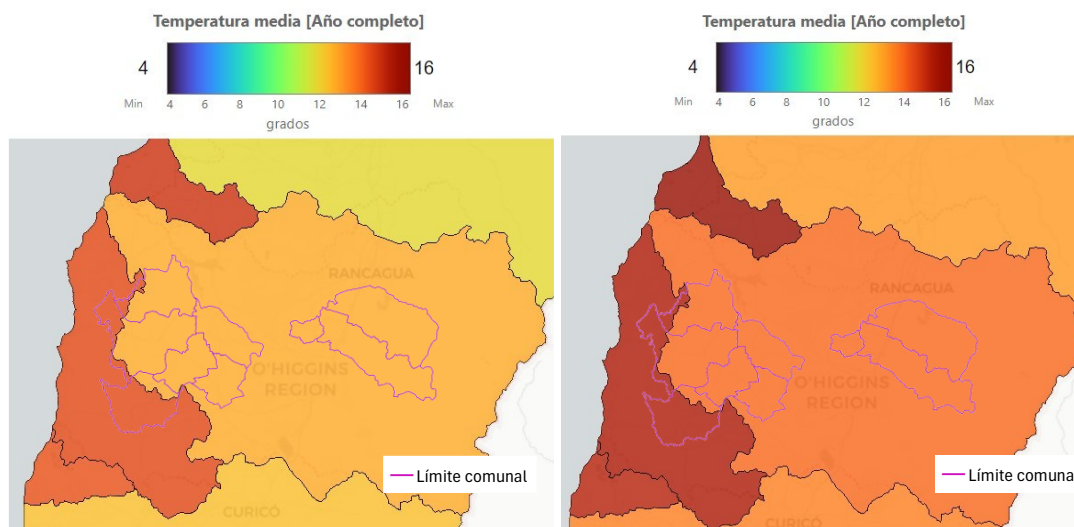 Temperatura media [Año completo]
4
16
Min
4 6 8 10 12 14 16
Max
grados
RANCAGUA
O'HIGGINS
REGION
CURICÓ
Límite comunal
Temperatura media [Año completo]
4
16
Min
4 6 8 10 12 14 16
Max
grados
RANCAGUA
O'HIGGINS
REGION
CURICÓ
Límite comuna